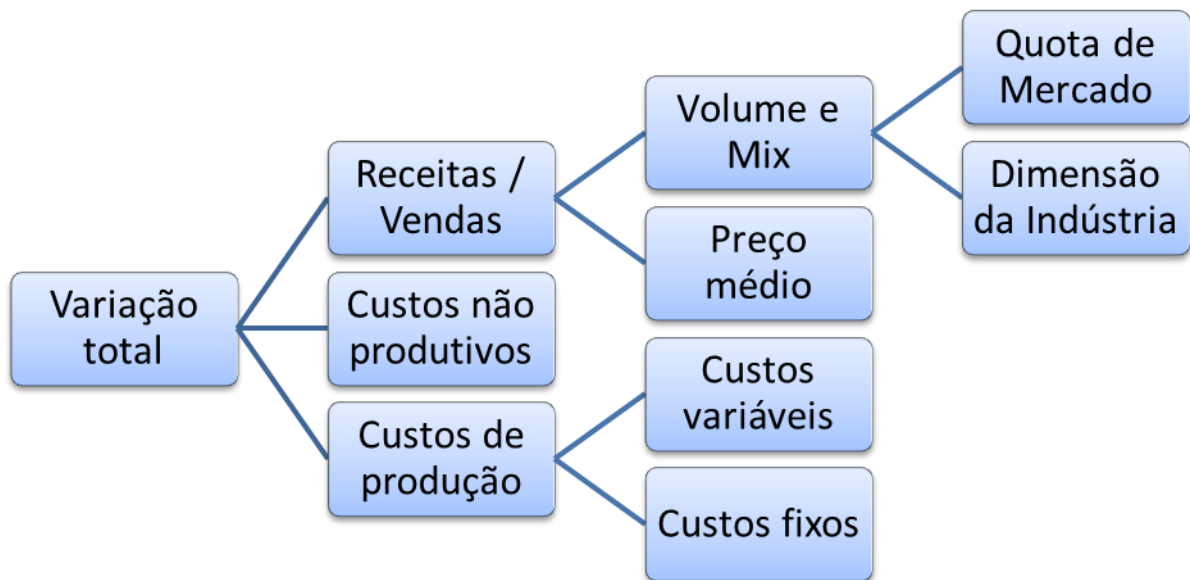 Variação
total
Receitas /
Vendas
Custos não
produtivos
Custos de
produção
Volume e
Mix
Preço
médio
Custos
variáveis
Custos fixos
Quota de
Mercado
Dimensão
da Indústria